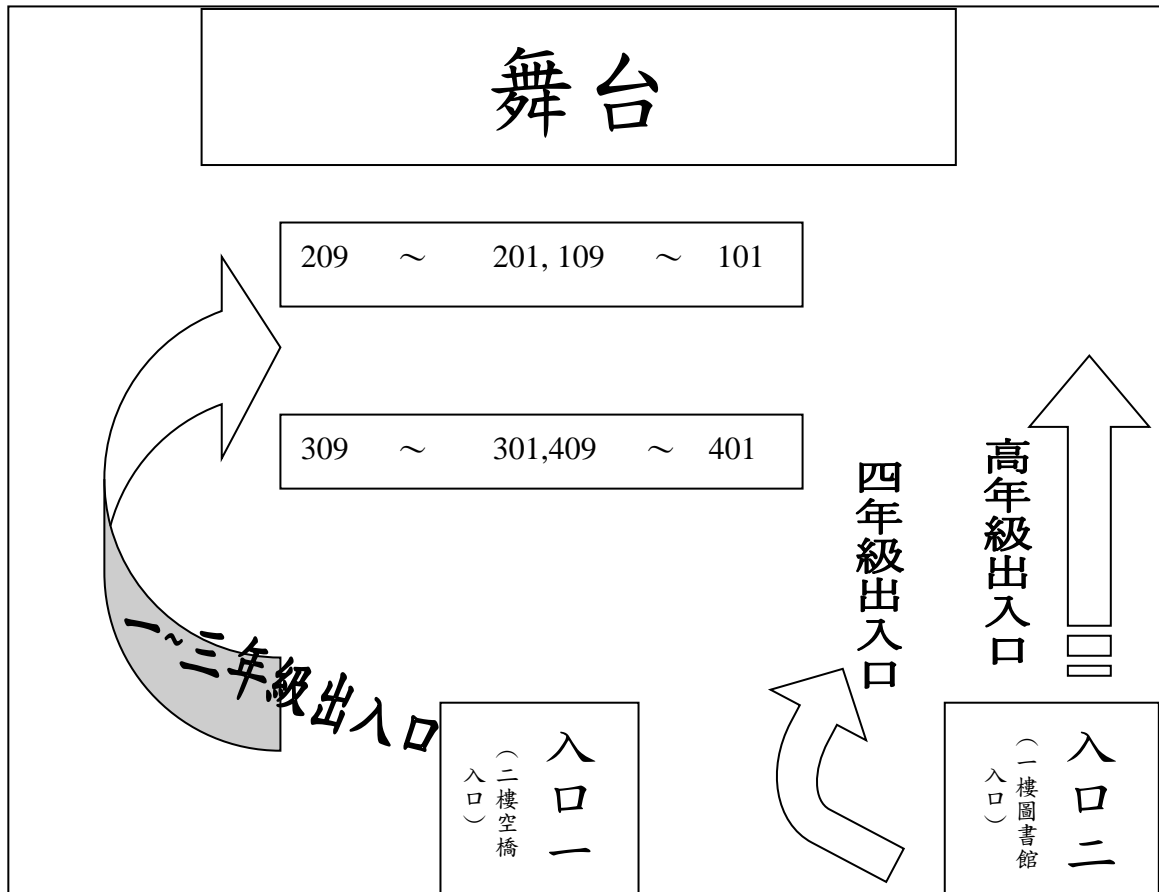 舞台
209 ～ 201, 109 ～ 101
309 ～ 301,409 ～ 401
四年級出入口
高年級出入口
一~三年級出入口
入口一
（二樓空橋
入口）
入口二
（一樓圖書館
入口）